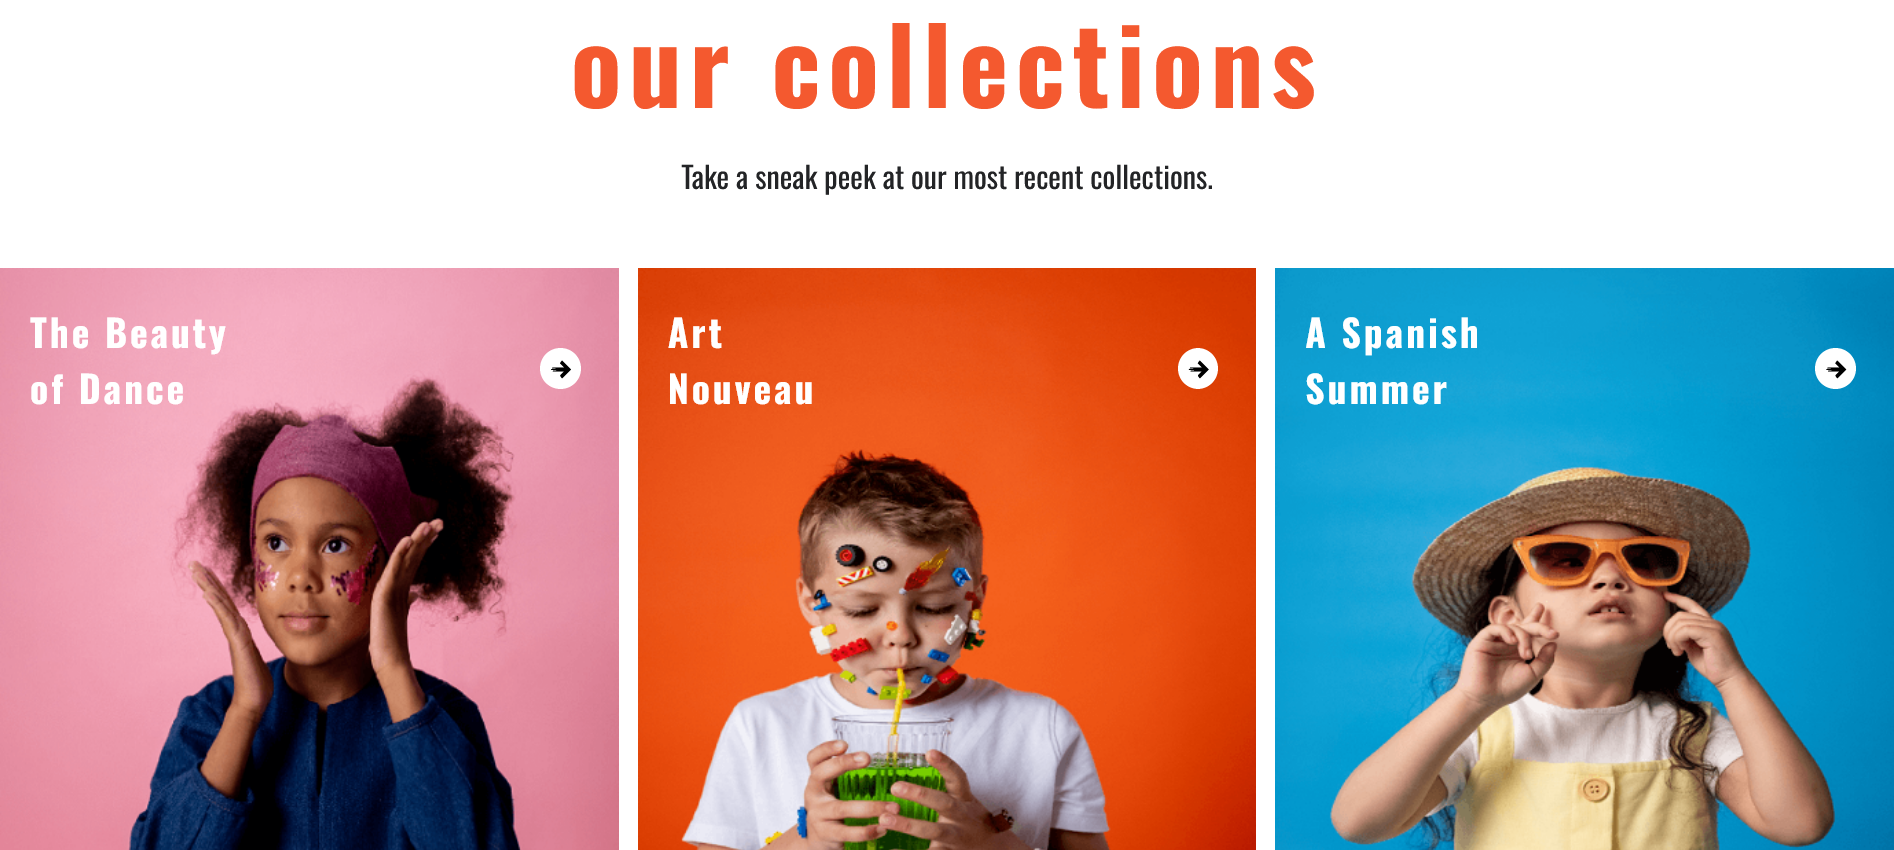 our collections
Take a sneak peek at our most recent collections.
The Beauty
of Dance
Art
Nouveau
A Spanish
Summer